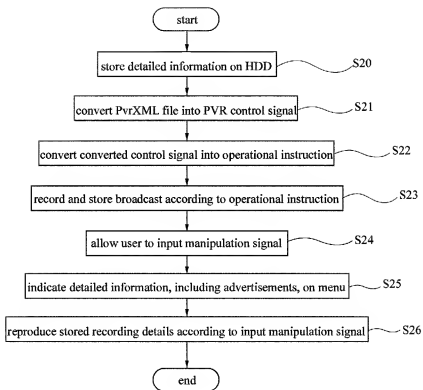 start
store detailed information on HDD
S20
convert PvrXML file into PVR control signal
S21
convert converted control signal into operational instruction
S22
record and store broadcast according to operational instruction
S23
allow user to input manipulation signal
S24
indicate detailed information, including advertisements, on menu
S25
reproduce stored recording details according to input manipulation signal
S26
end